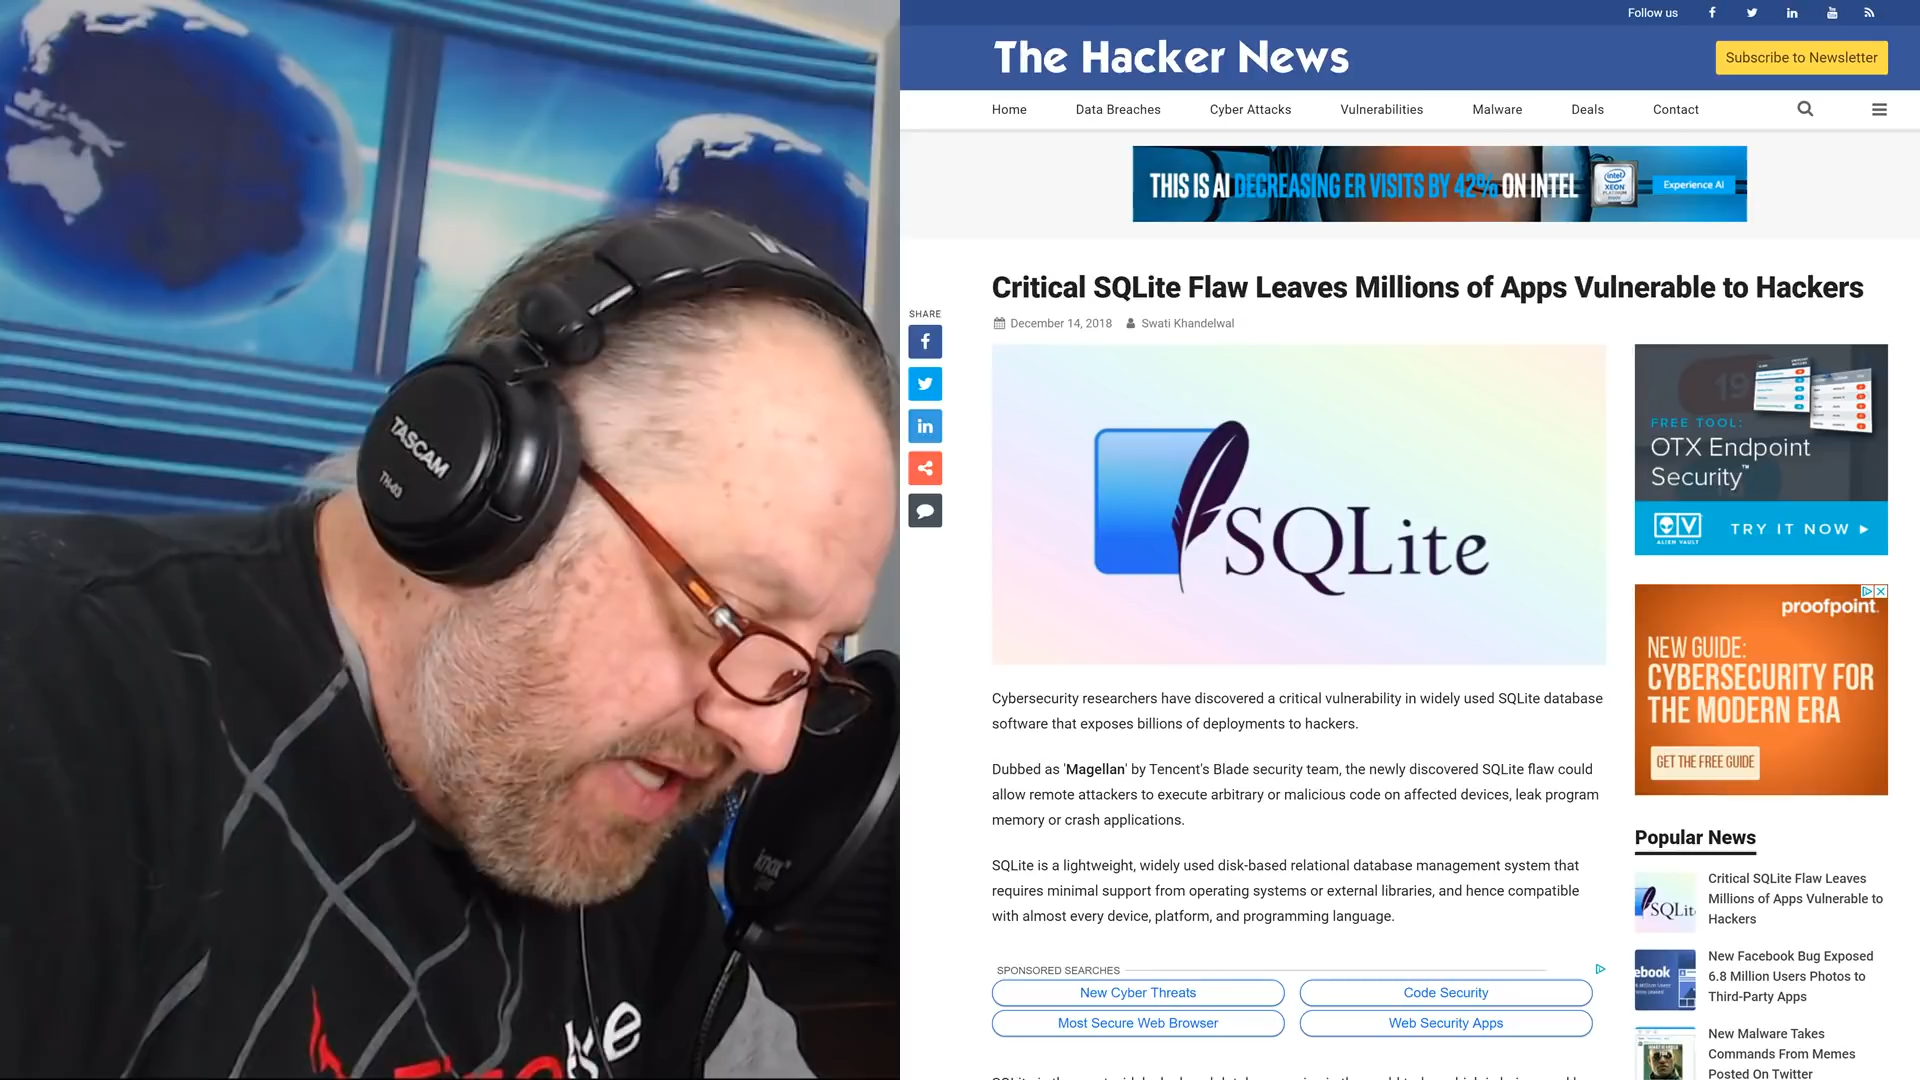 TASCAM
TH-03
knox
Follow us
The Hacker News
Subscribe to Newsletter
Home Data Breaches Cyber Attacks Vulnerabilities Malware Deals Contact
THIS IS AI DECREASING ER VISITS BY 42% ON INTEL
intel
XEON
PLATINUM
Experience AI
Critical SQLite Flaw Leaves Millions of Apps Vulnerable to Hackers
December 14, 2018 Swati Khandelwal
SHARE
SQLite
Cybersecurity researchers have discovered a critical vulnerability in widely used SQLite database
software that exposes billions of deployments to hackers.
Dubbed as 'Magellan' by Tencent's Blade security team, the newly discovered SQLite flaw could
allow remote attackers to execute arbitrary or malicious code on affected devices, leak program
memory or crash applications.
SQLite is a lightweight, widely used disk-based relational database management system that
requires minimal support from operating systems or external libraries, and hence compatible
with almost every device, platform, and programming language.
SPONSORED SEARCHES
New Cyber Threats
Code Security
Most Secure Web Browser
Web Security Apps
FREE TOOL:
OTX Endpoint
Security™
ALIEN VAULT
TRY IT NOW
proofpoint.
NEW GUIDE:
CYBERSECURITY FOR
THE MODERN ERA
GET THE FREE GUIDE
Popular News
Critical SQLite Flaw Leaves
Millions of Apps Vulnerable to
Hackers
New Facebook Bug Exposed
6.8 Million Users Photos to
Third-Party Apps
New Malware Takes
Commands From Memes
Posted On Twitter